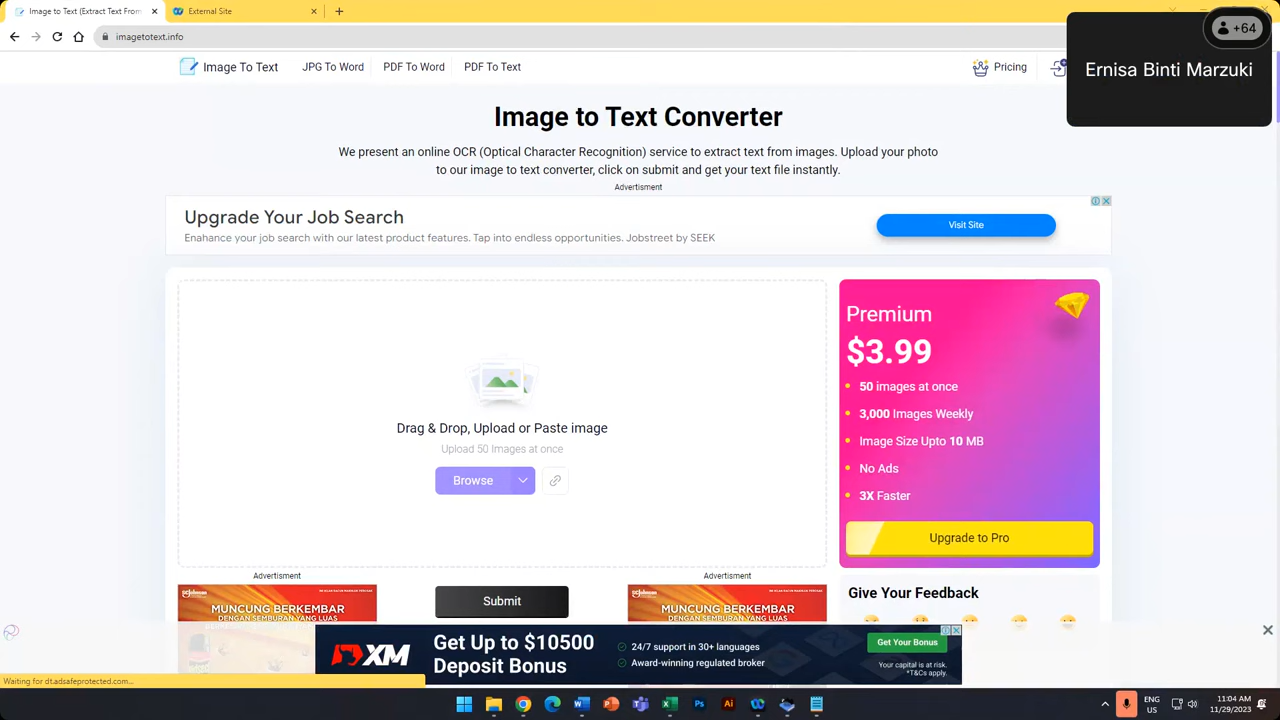 Image to Text (Extract Text From
External Site
imagetotext.info
+64
Ernisa Binti Marzuki
Image To Text
JPG To Word
PDF To Word
PDF To Text
Pricing
Image to Text Converter
We present an online OCR (Optical Character Recognition) service to extract text from images. Upload your photo
to our image to text converter, click on submit and get your text file instantly.
Advertisment
Upgrade Your Job Search
Enahance your job search with our latest product features. Tap into endless opportunities. Jobstreet by SEEK
Visit Site
Drag & Drop, Upload or Paste image
Upload 50 Images at once
Browse
Premium
$3.99
50 images at once
3,000 Images Weekly
Image Size Upto 10 MB
No Ads
3X Faster
Upgrade to Pro
Advertisment
Submit
Advertisment
MUNCUNG BERKEMBAR
DENGAN SEMBURAN YANG LUAS
MUNCUNG BERKEMBAR
DENGAN SEMBURAN YANG LUAS
Give Your Feedback
XM
Get Up to $10500
Deposit Bonus
24/7 support in 30+ languages
Award-winning regulated broker
Get Your Bonus
Your capital is at risk.
*T&Cs apply.
Waiting for dt.adsafeprotected.com...
ENG
US
11:04 AM
11/29/2023